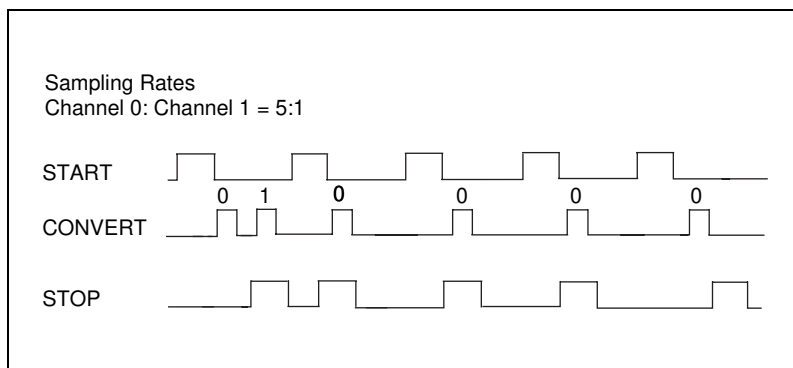 Sampling Rates
Channel 0: Channel 1 = 5:1
START
0 1 0 0 0 0
CONVERT
STOP